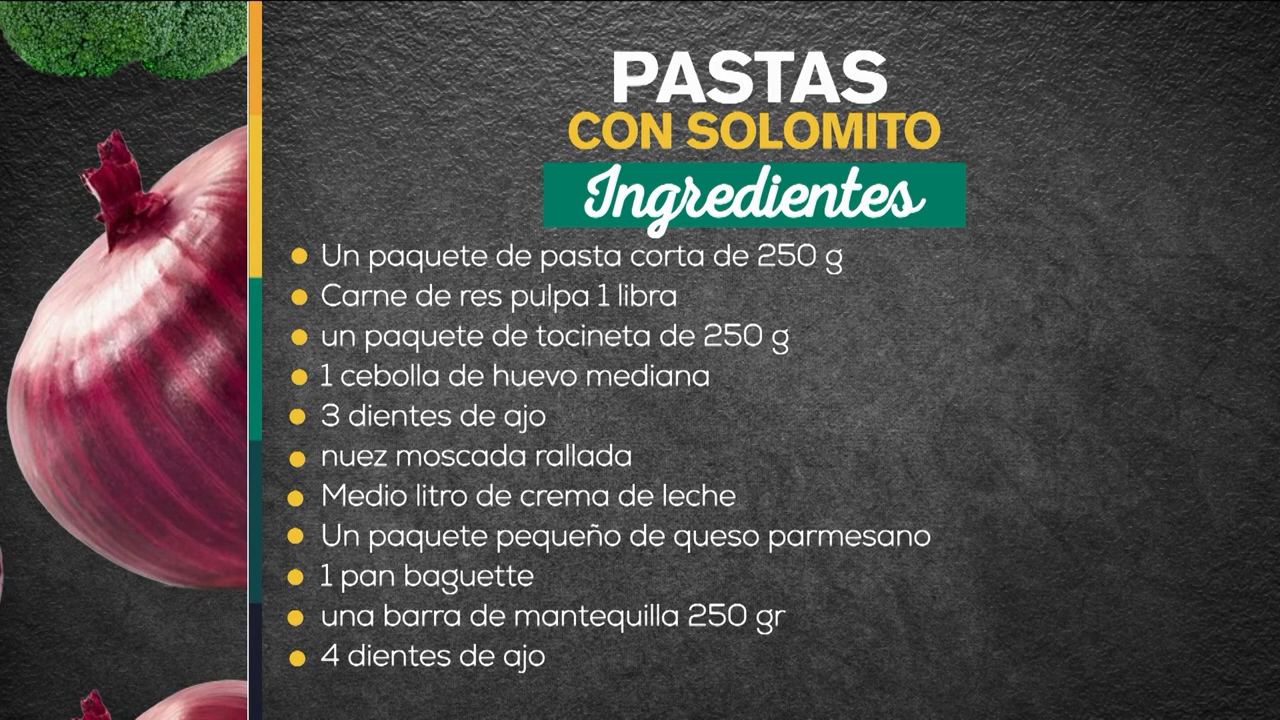 PASTAS
CON SOLOMITO
Ingredientes
Un paquete de pasta corta de 250 g
Carne de res pulpa 1 libra
un paquete de tocineta de 250 g
1 cebolla de huevo mediana
3 dientes de ajo
nuez moscada rallada
Medio litro de crema de leche
Un paquete pequeño de queso parmesano
1 pan baguette
una barra de mantequilla 250 gr
4 dientes de ajo